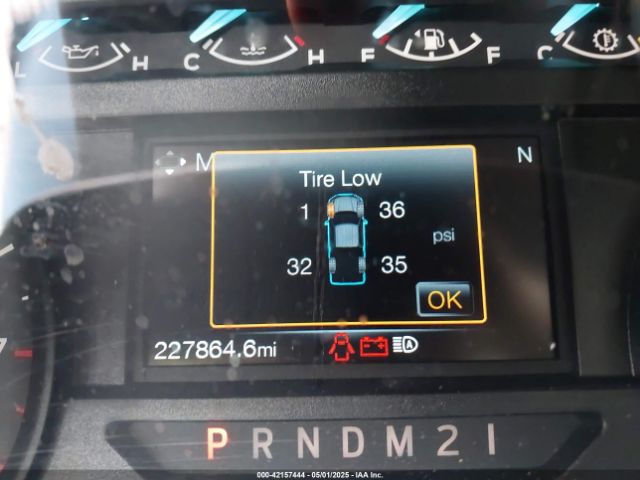 L H C H E F C
M N
Tire Low
1 36
psi
32 35
OK
227864.6mi
P R N D M 2 1
000-42157444 - 05/01/2025 - IAA Inc.